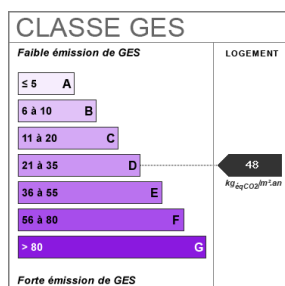 CLASSE GES
Faible émission de GES
LOGEMENT
≤ 5 A
6 à 10 B
11 à 20 C
21 à 35 D
48
kgéqCO2/m².an
36 à 55 E
56 à 80 F
> 80 G
Forte émission de GES